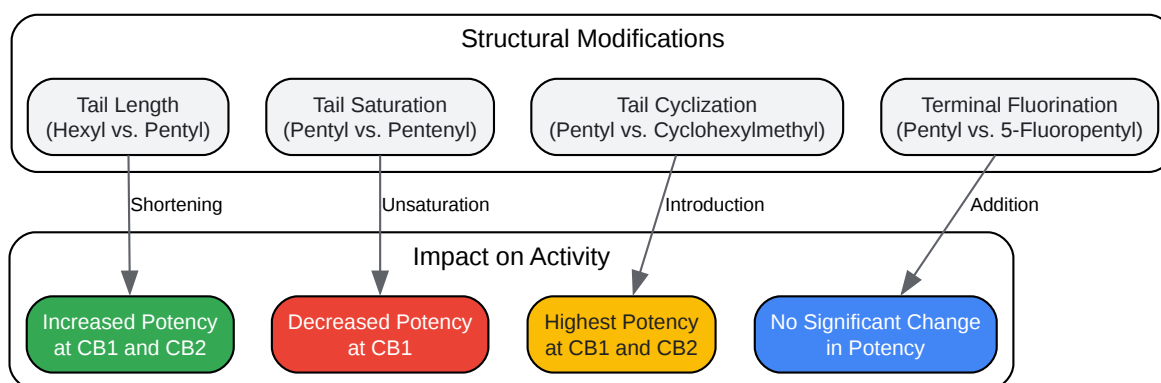 Structural Modifications
Tail Length
(Hexyl vs. Pentyl)
Tail Saturation
(Pentyl vs. Pentenyl)
Tail Cyclization
(Pentyl vs. Cyclohexylmethyl)
Terminal Fluorination
(Pentyl vs. 5-Fluoropentyl)
Shortening
Unsaturation
Introduction
Addition
Impact on Activity
Increased Potency
at CB1 and CB2
Decreased Potency
at CB1
Highest Potency
at CB1 and CB2
No Significant Change
in Potency